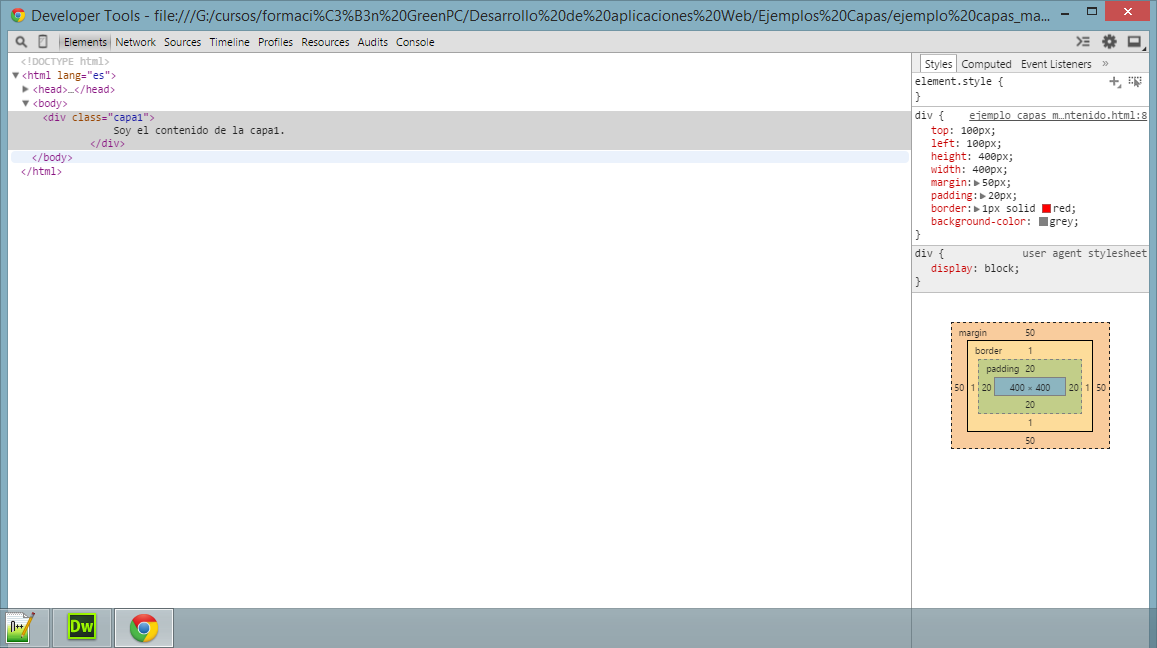 Developer Tools - file:///G:/cursos/formaci%C3%B3n%20GreenPC/Desarrollo%20de%20aplicaciones%20Web/Ejemplos%20Capas/ejemplo%20capas_ma...
Elements Network Sources Timeline Profiles Resources Audits Console
<!DOCTYPE html>
<html lang="es">
<head>…</head>
<body>
<div class="capa1">
Soy el contenido de la capa1.
</div>
</body>
</html>
Styles Computed Event Listeners »
element.style {
}
div { ejemplo capas m…ntenido.html:8
top: 100px;
left: 100px;
height: 400px;
width: 400px;
margin: 50px;
padding: 20px;
border: 1px solid red;
background-color: grey;
}
div { user agent stylesheet
display: block;
}
margin 50
border 1
padding 20
50 1 20 400 × 400 20 1 50
20
1
50
n++
Dw